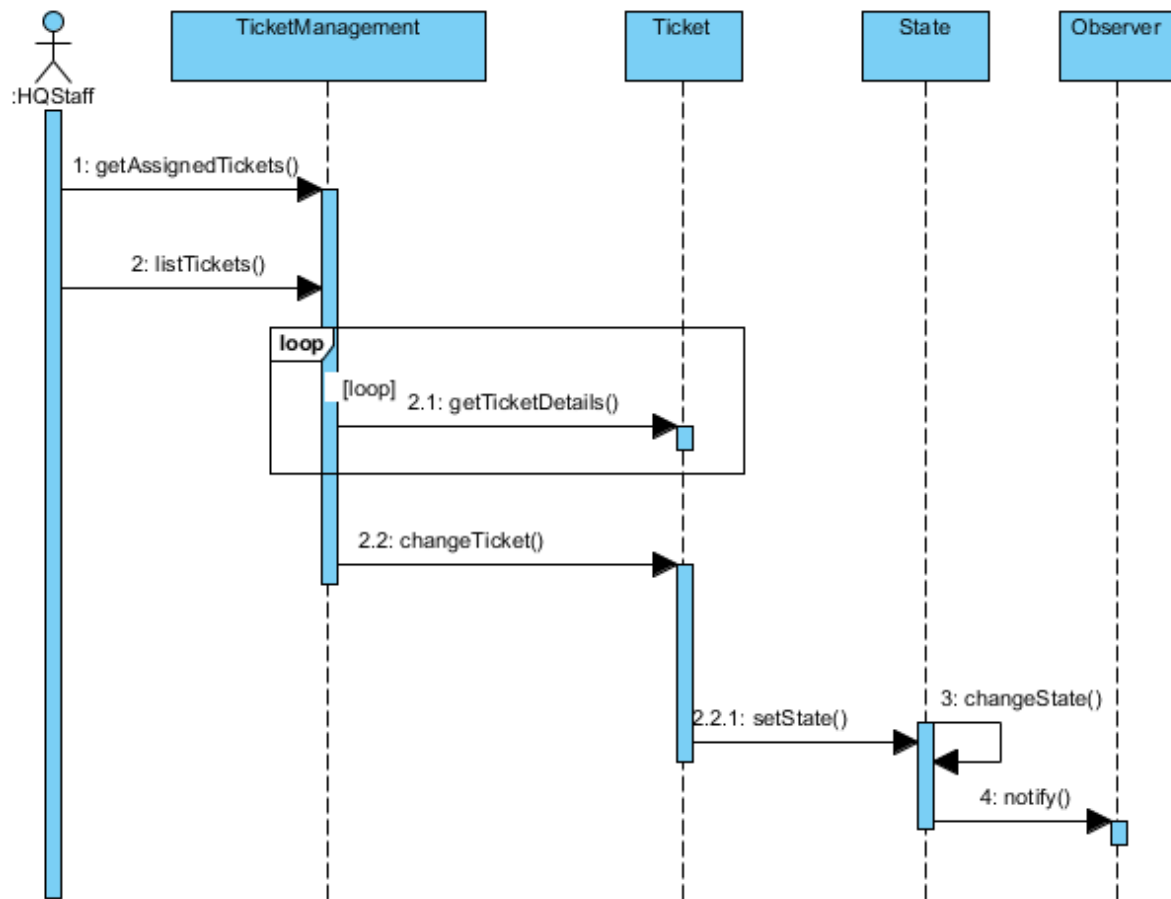 TicketManagement
Ticket
State
Observer
:HQStaff
1: getAssignedTickets()
2: listTickets()
loop
[loop]
2.1: getTicketDetails()
2.2: changeTicket()
3: changeState()
2.2.1: setState()
4: notify()